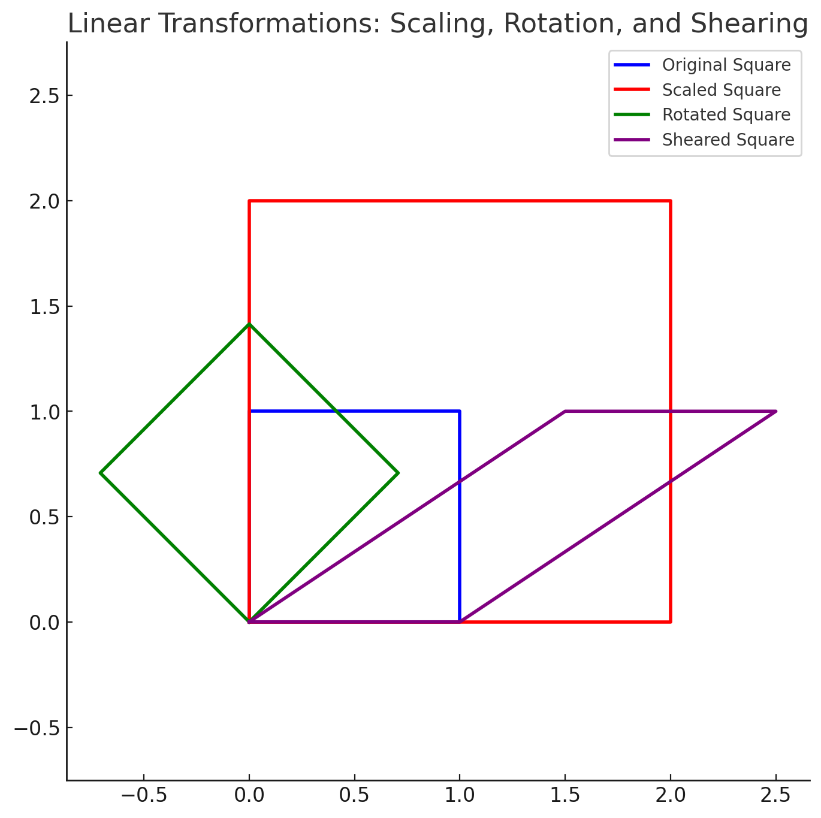 Linear Transformations: Scaling, Rotation, and Shearing
Original Square
Scaled Square
Rotated Square
Sheared Square
2.5
2.0
1.5
1.0
0.5
0.0
−0.5
−0.5 0.0 0.5 1.0 1.5 2.0 2.5